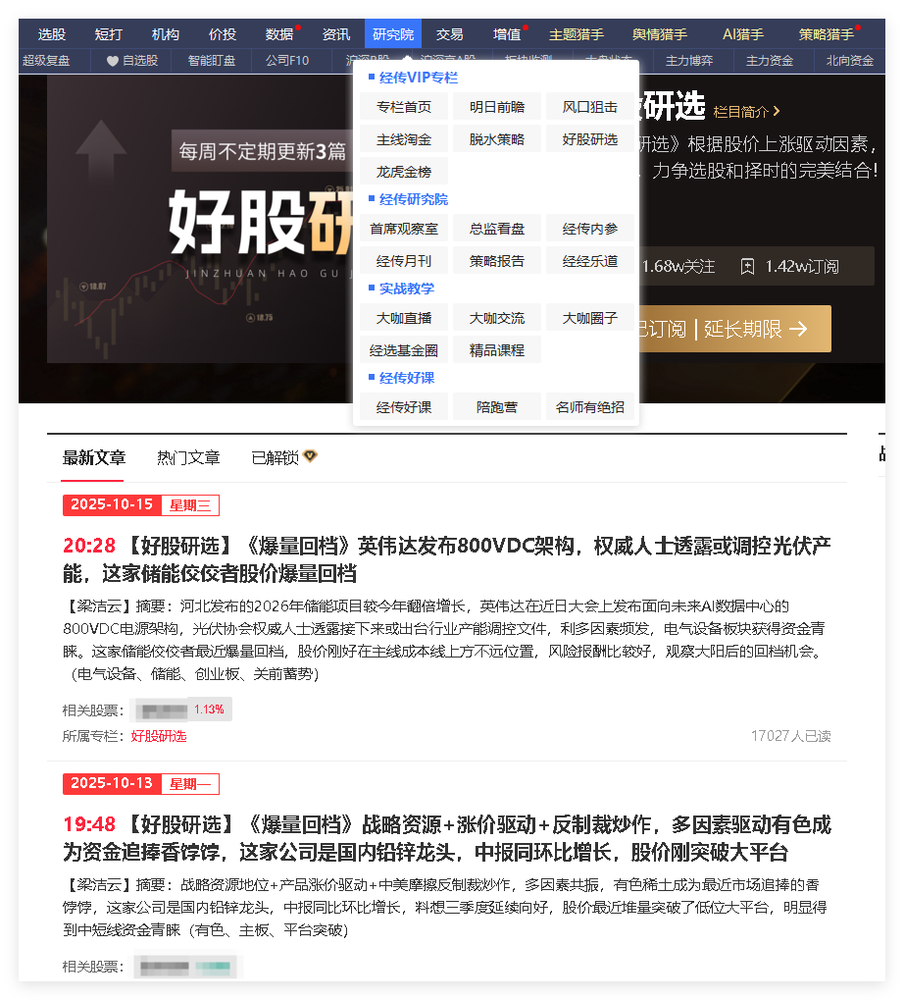 选股 短打 机构 价投 数据 资讯 研究院 交易 增值 主题猎手 舆情猎手 AI猎手 策略猎手
超级复盘 自选股 智能盯盘 公司F10 主力博弈 主力资金 北向资金
经传VIP专栏
专栏首页 明日前瞻 风口狙击
主线淘金 脱水策略 好股研选
龙虎金榜
经传研究院
首席观察室 总监看盘 经传内参
经传月刊 策略报告 经经乐道
实战教学
大咖直播 大咖交流 大咖圈子
经选基金圈 精品课程
经传好课
经传好课 陪跑营 名师有绝招
每周不定期更新3篇
好股研
JINZHUAN HAO GU J
18.87
18.75
研选 栏目简介
研选》根据股价上涨驱动因素，
力争选股和择时的完美结合!
1.68w关注 1.42w订阅
已订阅 | 延长期限
最新文章 热门文章 已解锁
2025-10-15 星期三
20:28 【好股研选】《爆量回档》英伟达发布800VDC架构，权威人士透露或调控光伏产
能，这家储能佼佼者股价爆量回档
【梁洁云】摘要：河北发布的2026年储能项目较今年翻倍增长，英伟达在近日大会上发布面向未来AI数据中心的
800VDC电源架构，光伏协会权威人士透露接下来或出台行业产能调控文件，利多因素频发，电气设备板块获得资金青
睐。这家储能佼佼者最近爆量回档，股价刚好在主线成本线上方不远位置，风险报酬比较好，观察大阳后的回档机会。
（电气设备、储能、创业板、关前蓄势）
相关股票： 1.13%
所属专栏：好股研选 17027人已读
2025-10-13 星期一
19:48 【好股研选】《爆量回档》战略资源+涨价驱动+反制裁炒作，多因素驱动有色成
为资金追捧香饽饽，这家公司是国内铅锌龙头，中报同环比增长，股价刚突破大平台
【梁洁云】摘要：战略资源地位+产品涨价驱动+中美摩擦反制裁炒作，多因素共振，有色稀土成为最近市场追捧的香
饽饽，这家公司是国内铅锌龙头，中报同比环比增长，料想三季度延续向好，股价最近堆量突破了低位大平台，明显得
到中短线资金青睐（有色、主板、平台突破）
相关股票：